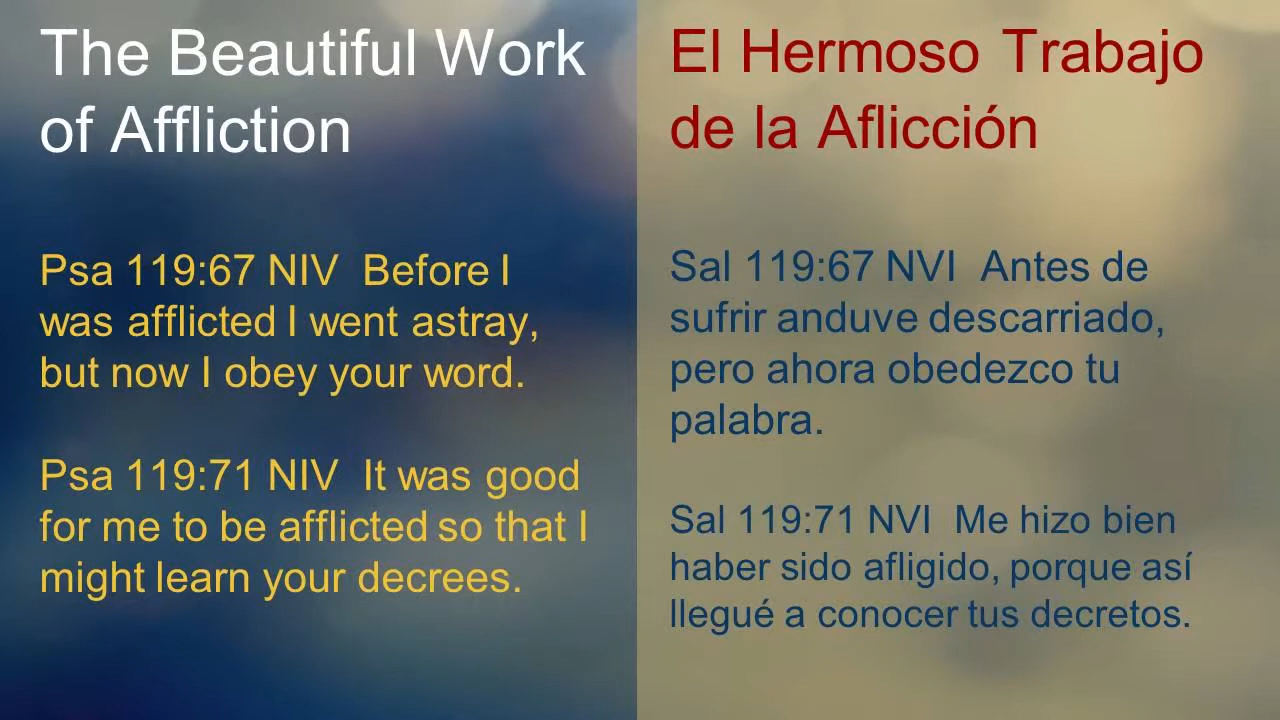 The Beautiful Work
of Affliction
Psa 119:67 NIV  Before I
was afflicted I went astray,
but now I obey your word.
Psa 119:71 NIV  It was good
for me to be afflicted so that I
might learn your decrees.
El Hermoso Trabajo
de la Aflicción
Sal 119:67 NVI  Antes de
sufrir anduve descarriado,
pero ahora obedezco tu
palabra.
Sal 119:71 NVI  Me hizo bien
haber sido afligido, porque así
llegué a conocer tus decretos.